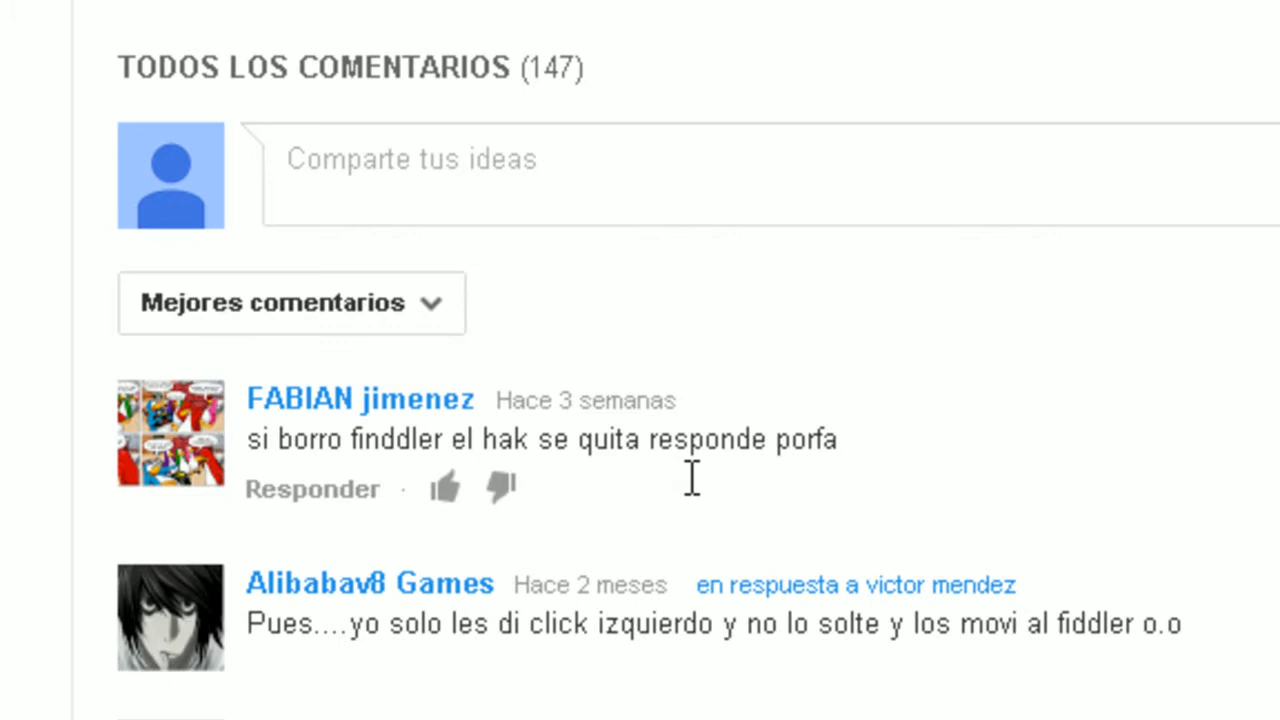 TODOS LOS COMENTARIOS (147)
Comparte tus ideas
Mejores comentarios
FABIAN jimenez Hace 3 semanas
si borro finddler el hak se quita responde porfa
Responder ·
Alibabav8 Games Hace 2 meses en respuesta a victor mendez
Pues....yo solo les di click izquierdo y no lo solte y los movi al fiddler o.o